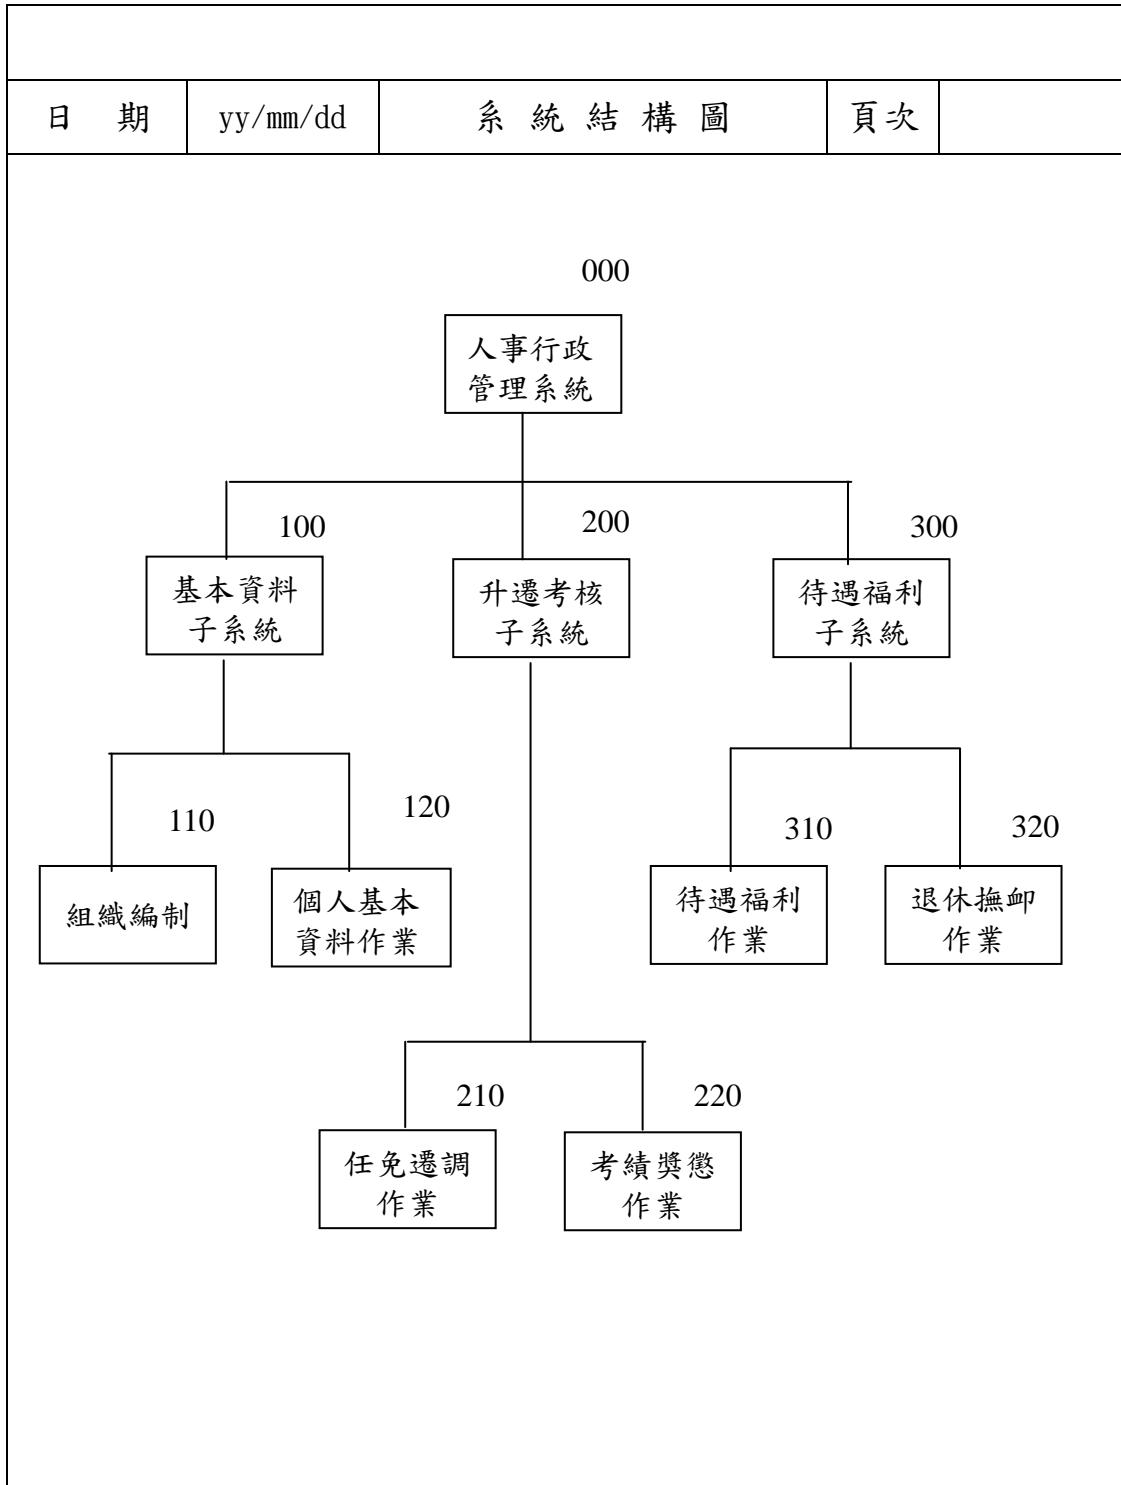 日 期 yy/mm/dd 系統結構圖 頁次
000
人事行政
管理系統
100 200 300
基本資料
子系統
升遷考核
子系統
待遇福利
子系統
110 120 310 320
組織編制
個人基本
資料作業
待遇福利
作業
退休撫卹
作業
210 220
任免遷調
作業
考績獎懲
作業